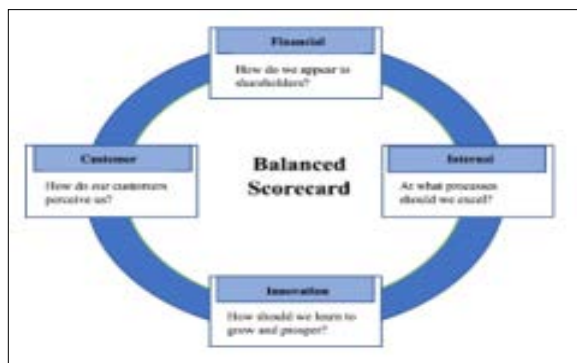 Financial
How do we appear to
shareholders?
Customer
How do our customers
perceive us?
Balanced
Scorecard
Internal
At what processes
should we excel?
Innovation
How should we learn to
grow and prosper?